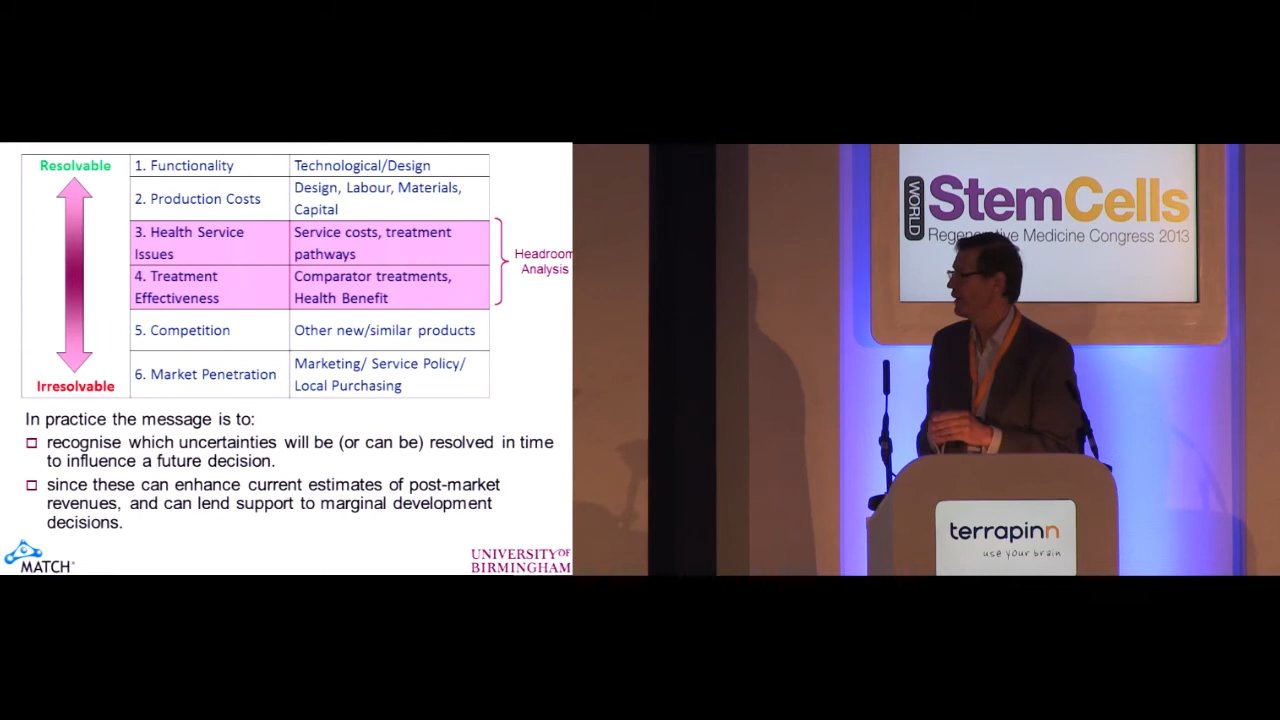 Resolvable
1. Functionality
Technological/Design
2. Production Costs
Design, Labour, Materials,
Capital
3. Health Service
Issues
Service costs, treatment
pathways
4. Treatment
Effectiveness
Comparator treatments,
Health Benefit
Headroom
Analysis
5. Competition
Other new/similar products
6. Market Penetration
Marketing/ Service Policy/
Local Purchasing
Irresolvable
In practice the message is to:
recognise which uncertainties will be (or can be) resolved in time
to influence a future decision.
since these can enhance current estimates of post-market
revenues, and can lend support to marginal development
decisions.
MATCH
UNIVERSITY OF
BIRMINGHAM
WORLD
StemCells
Regenerative Medicine Congress 2013
terrapinn
use your brain